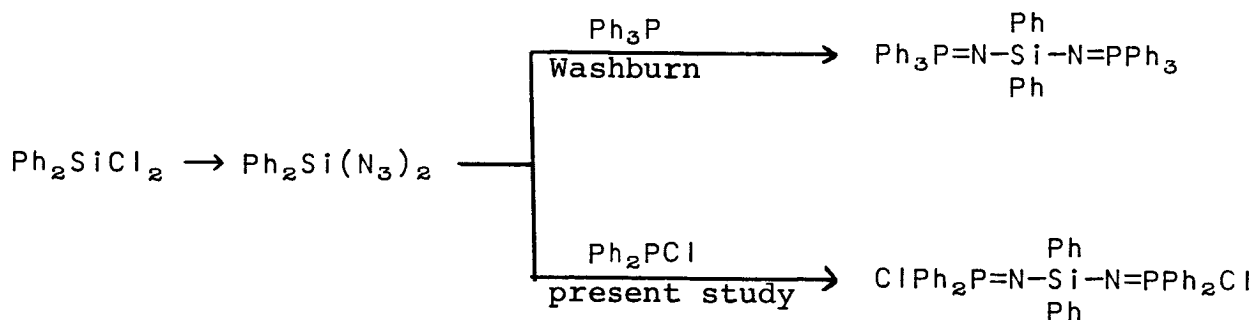 Ph
Ph₃P
Ph₃P=N-Si-N=PPh₃
Washburn
Ph
Ph₂SiCl₂ → Ph₂Si(N₃)₂
Ph
Ph₂PCl
ClPh₂P=N-Si-N=PPh₂Cl
present study
Ph